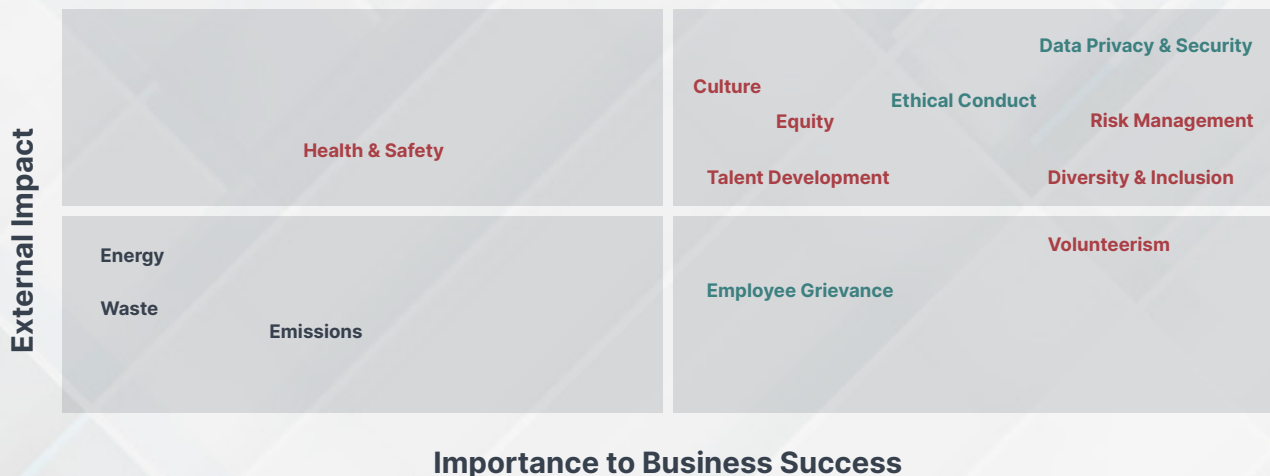 External Impact
Data Privacy & Security
Culture
Ethical Conduct
Equity
Risk Management
Health & Safety
Talent Development
Diversity & Inclusion
Volunteerism
Energy
Employee Grievance
Waste
Emissions
Importance to Business Success